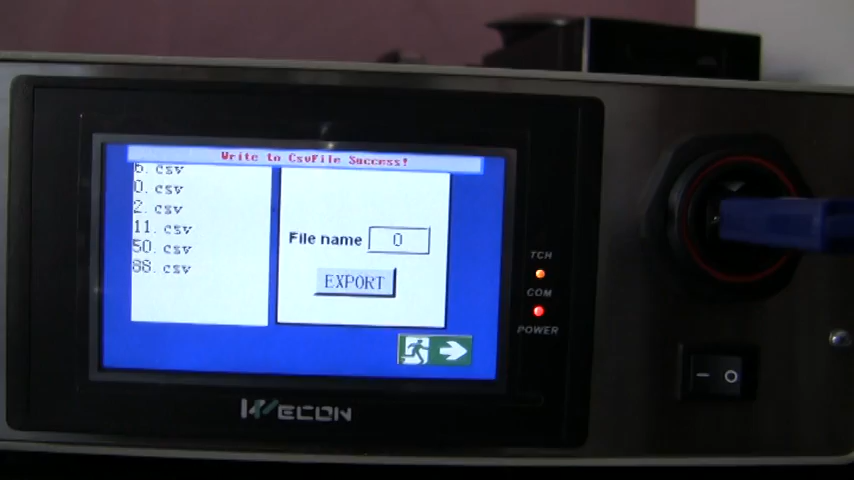 Write to CsvFile Success!
6. csv
0. csv
2. csv
11. csv
50. csv
88. csv
File name 0
EXPORT
TCH
COM
POWER
WECON